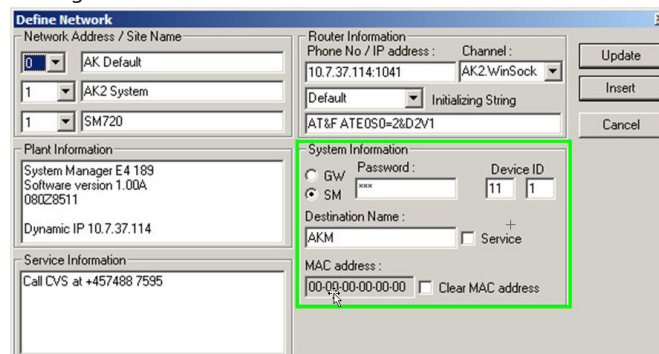 Define Network
Network Address / Site Name
0 AK Default
1 AK2 System
1 SM720
Router Information
Phone No / IP address : Channel :
10.7.37.114:1041 AK2.WinSock
Default Initializing String
AT&F ATE0S0=2&D2V1
Update
Insert
Cancel
Plant Information
System Manager E4 189
Software version 1.00A
080Z8511
Dynamic IP 10.7.37.114
System Information
GW Password : Device ID
SM *** 11 1
Destination Name :
AKM Service
MAC address :
00-00-00-00-00-00 Clear MAC address
Service Information
Call CVS at +457488 7595